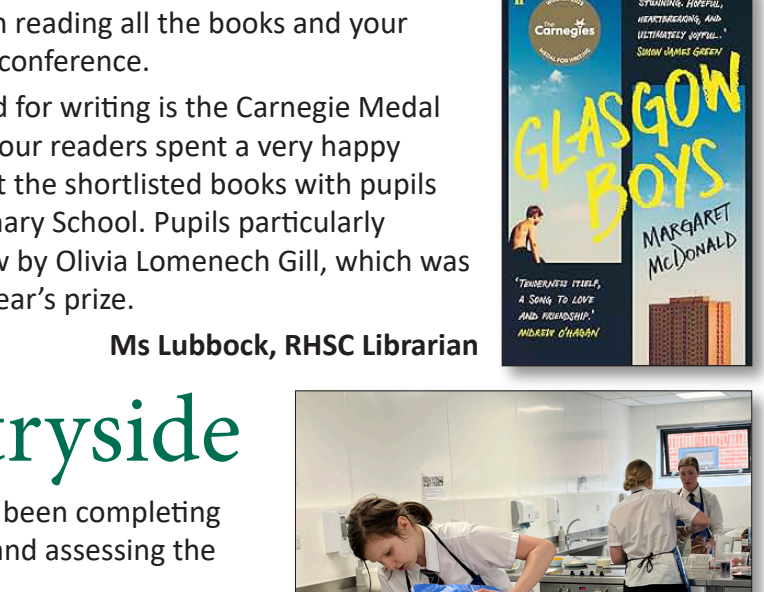 n reading all the books and your
conference.
d for writing is the Carnegie Medal
our readers spent a very happy
t the shortlisted books with pupils
nary School. Pupils particularly
w by Olivia Lomenech Gill, which was
ear's prize.
Ms Lubbock, RHSC Librarian
The
Carnegies
MEDAL FOR WRITING
STUNNING. HOPEFUL,
HEARTBREAKING, AND
ULTIMATELY JOYFUL.'
SIMON JAMES GREEN
GLASGOW
BOYS
MARGARET
McDONALD
'TENDERNESS ITSELF,
A SONG TO LOVE
AND FRIENDSHIP.'
ANDREW O'HAGAN
tryside
been completing
and assessing the